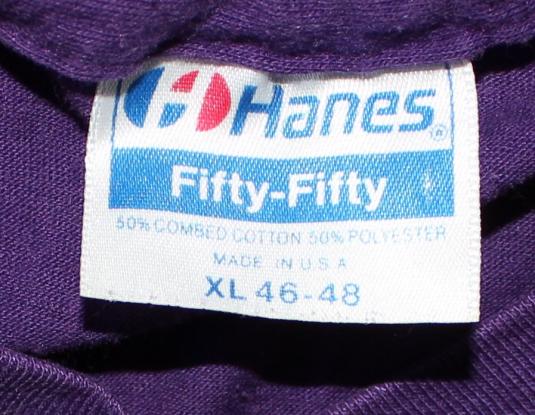 Hanes®
Fifty-Fifty
50% COMBED COTTON 50% POLYESTER
MADE IN U.S.A
XL 46-48